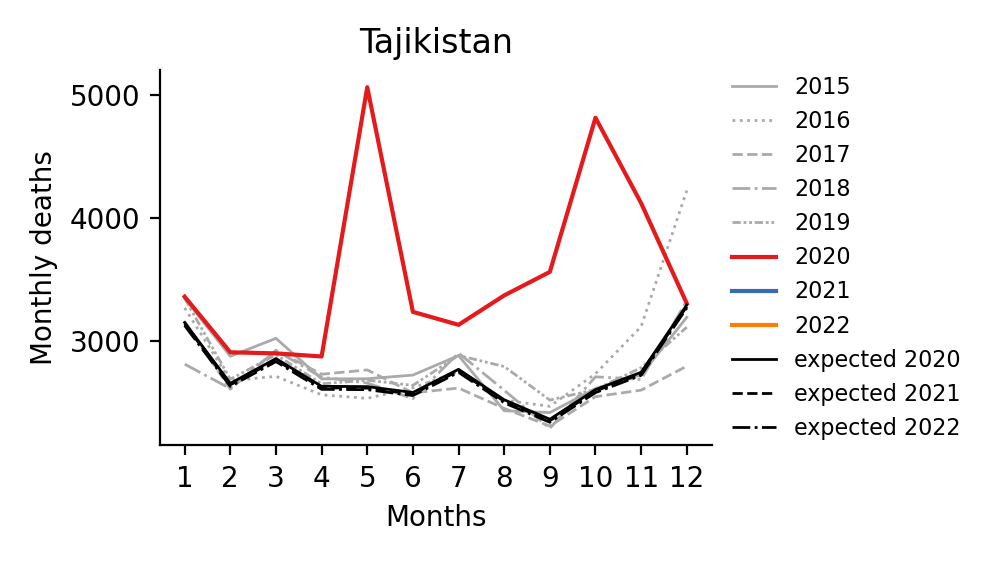 Tajikistan
Monthly deaths
5000
4000
3000
1 2 3 4 5 6 7 8 9 10 11 12
Months
2015
2016
2017
2018
2019
2020
2021
2022
expected 2020
expected 2021
expected 2022